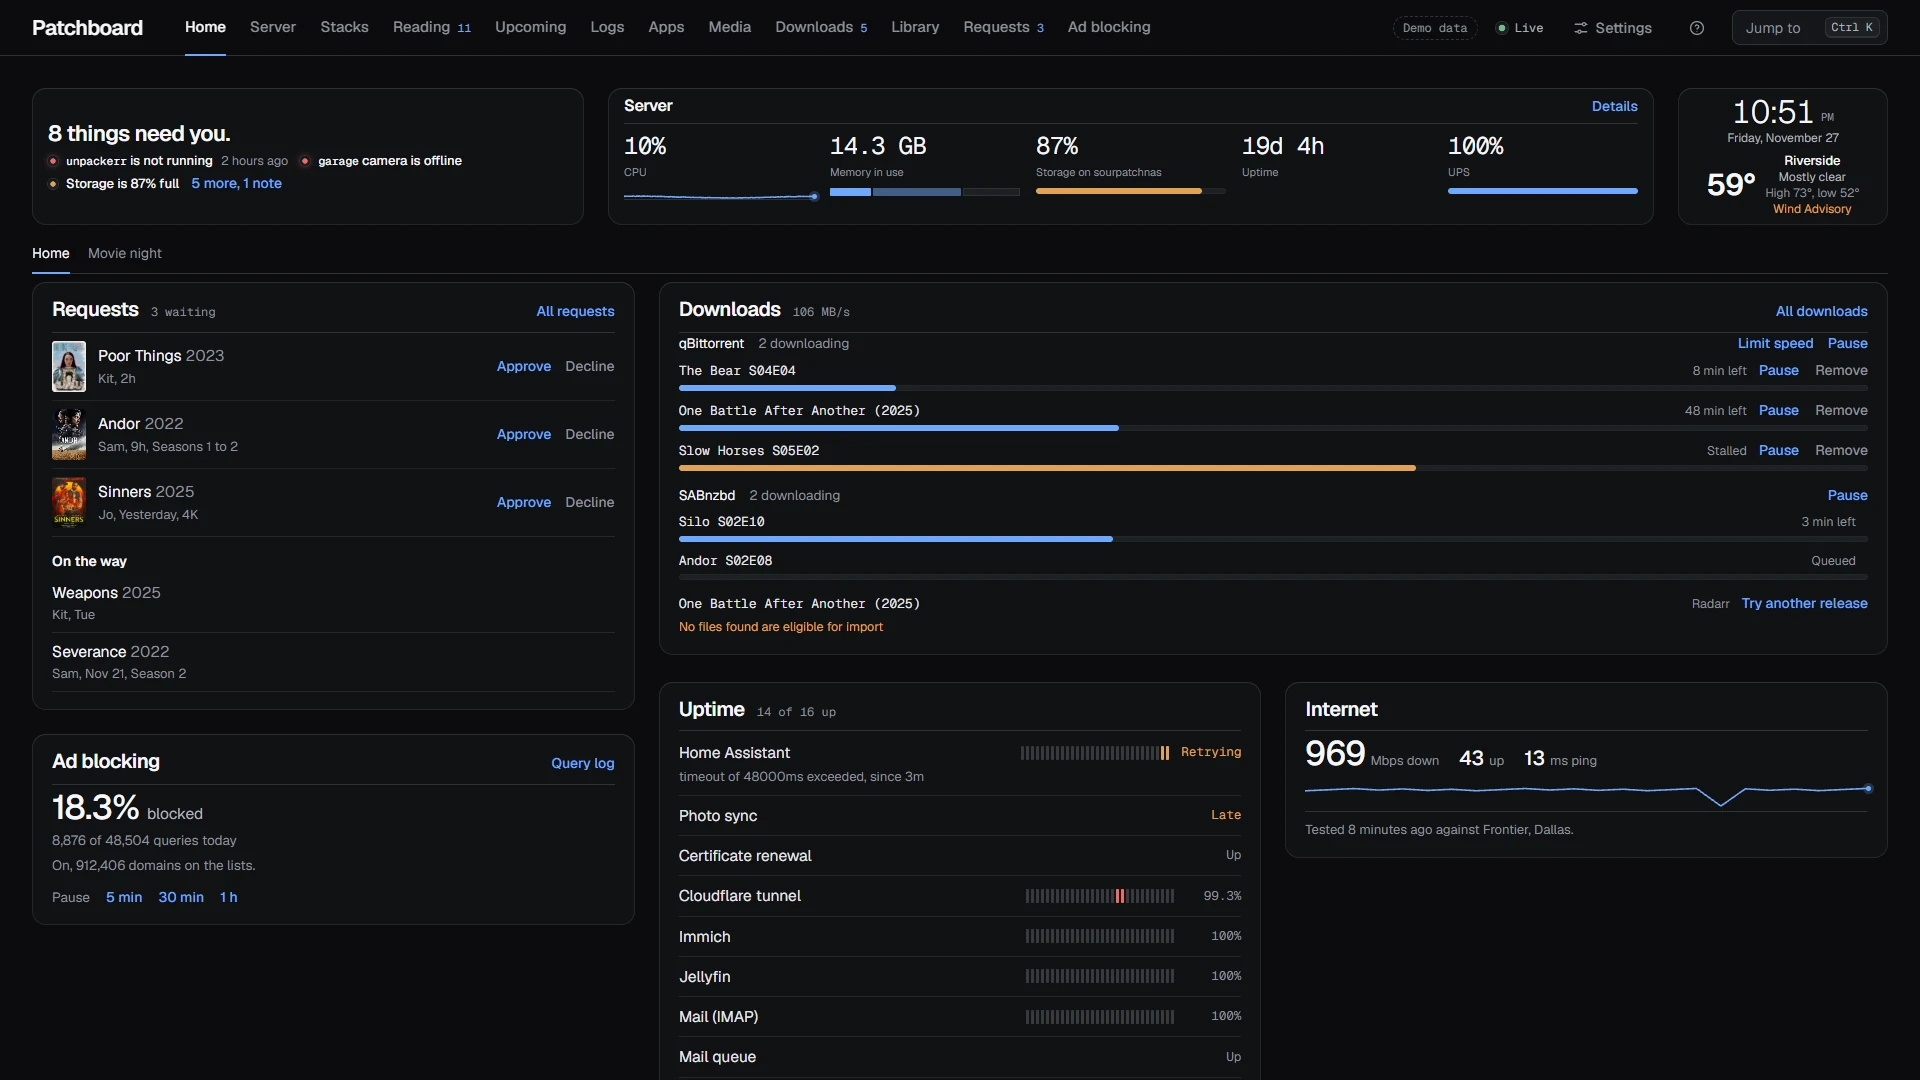 Patchboard
Home
Server
Stacks
Reading 11
Upcoming
Logs
Apps
Media
Downloads 5
Library
Requests 3
Ad blocking
Demo data
Live
Settings
Jump to
Ctrl K
8 things need you.
unpackerr is not running 2 hours ago
garage camera is offline
Storage is 87% full
5 more, 1 note
Server
Details
10%
CPU
14.3 GB
Memory in use
87%
Storage on sourpatchnas
19d 4h
Uptime
100%
UPS
10:51 PM
Friday, November 27
59°
Riverside
Mostly clear
High 73°, low 52°
Wind Advisory
Home
Movie night
Requests 3 waiting
All requests
Poor Things 2023
Kit, 2h
Approve Decline
Andor 2022
Sam, 9h, Seasons 1 to 2
Approve Decline
SINNERS
Sinners 2025
Jo, Yesterday, 4K
Approve Decline
On the way
Weapons 2025
Kit, Tue
Severance 2022
Sam, Nov 21, Season 2
Ad blocking
Query log
18.3% blocked
8,876 of 48,504 queries today
On, 912,406 domains on the lists.
Pause 5 min 30 min 1 h
Downloads 106 MB/s
All downloads
qBittorrent 2 downloading
Limit speed Pause
The Bear S04E04
8 min left Pause Remove
One Battle After Another (2025)
48 min left Pause Remove
Slow Horses S05E02
Stalled Pause Remove
SABnzbd 2 downloading
Pause
Silo S02E10
3 min left
Andor S02E08
Queued
One Battle After Another (2025)
Radarr Try another release
No files found are eligible for import
Uptime 14 of 16 up
Home Assistant
Retrying
timeout of 48000ms exceeded, since 3m
Photo sync
Late
Certificate renewal
Up
Cloudflare tunnel
99.3%
Immich
100%
Jellyfin
100%
Mail (IMAP)
100%
Mail queue
Up
Internet
969 Mbps down 43 up 13 ms ping
Tested 8 minutes ago against Frontier, Dallas.